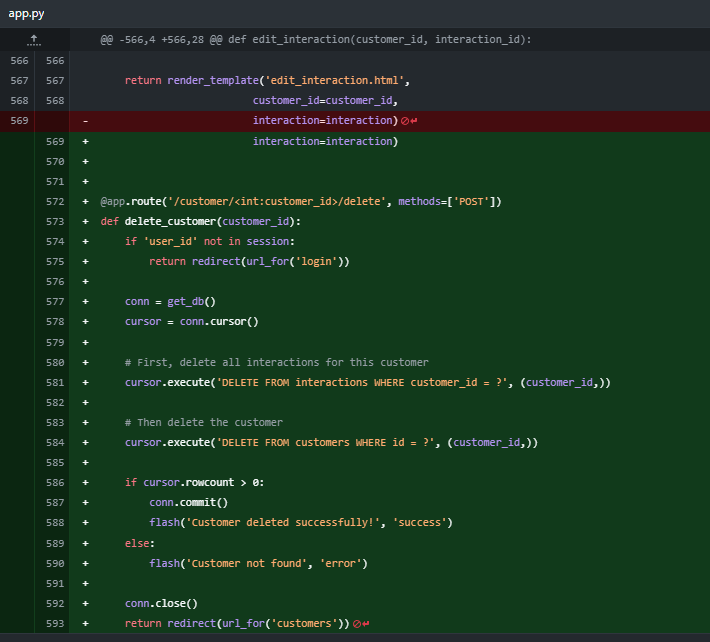 app.py
@@ -566,4 +566,28 @@ def edit_interaction(customer_id, interaction_id):
566 566
567 567 return render_template('edit_interaction.html',
568 568 customer_id=customer_id,
569 - interaction=interaction)
569 + interaction=interaction)
570 +
571 +
572 + @app.route('/customer/<int:customer_id>/delete', methods=['POST'])
573 + def delete_customer(customer_id):
574 + if 'user_id' not in session:
575 + return redirect(url_for('login'))
576 +
577 + conn = get_db()
578 + cursor = conn.cursor()
579 +
580 + # First, delete all interactions for this customer
581 + cursor.execute('DELETE FROM interactions WHERE customer_id = ?', (customer_id,))
582 +
583 + # Then delete the customer
584 + cursor.execute('DELETE FROM customers WHERE id = ?', (customer_id,))
585 +
586 + if cursor.rowcount > 0:
587 + conn.commit()
588 + flash('Customer deleted successfully!', 'success')
589 + else:
590 + flash('Customer not found', 'error')
591 +
592 + conn.close()
593 + return redirect(url_for('customers'))